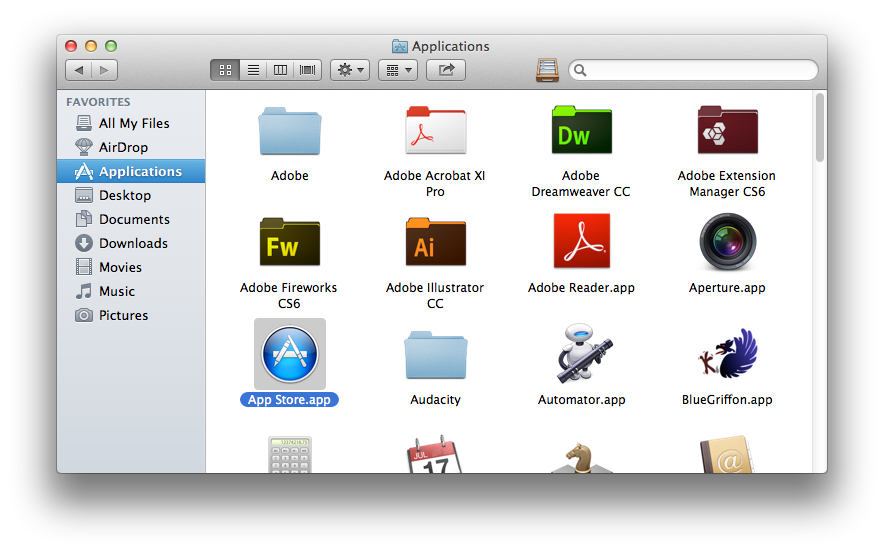 Applications
FAVORITES
All My Files
AirDrop
Applications
Desktop
Documents
Downloads
Movies
Music
Pictures
Adobe
Adobe Acrobat XI
Pro
Dw
Adobe
Dreamweaver CC
Adobe Extension
Manager CS6
Fw
Adobe Fireworks
CS6
Ai
Adobe Illustrator
CC
Adobe Reader.app
Aperture.app
App Store.app
Audacity
Automator.app
BlueGriffon.app
JUL
17
@